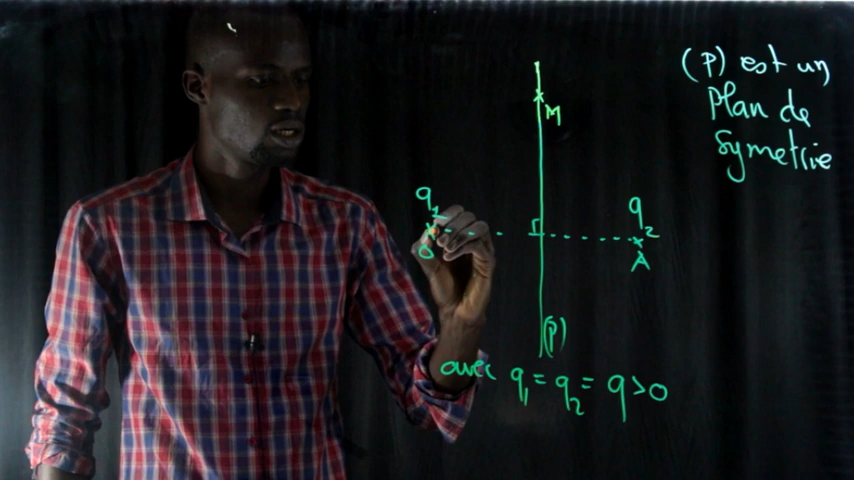 (P) est un
Plan de
Symetrie
M
q1
q2
O
I
A
(P)
avec q1 = q2 = q > 0